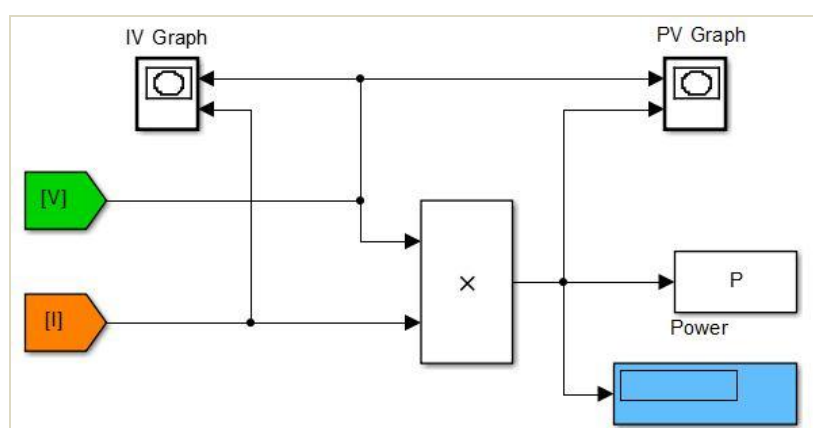 IV Graph
PV Graph
[V]
×
P
[I]
Power